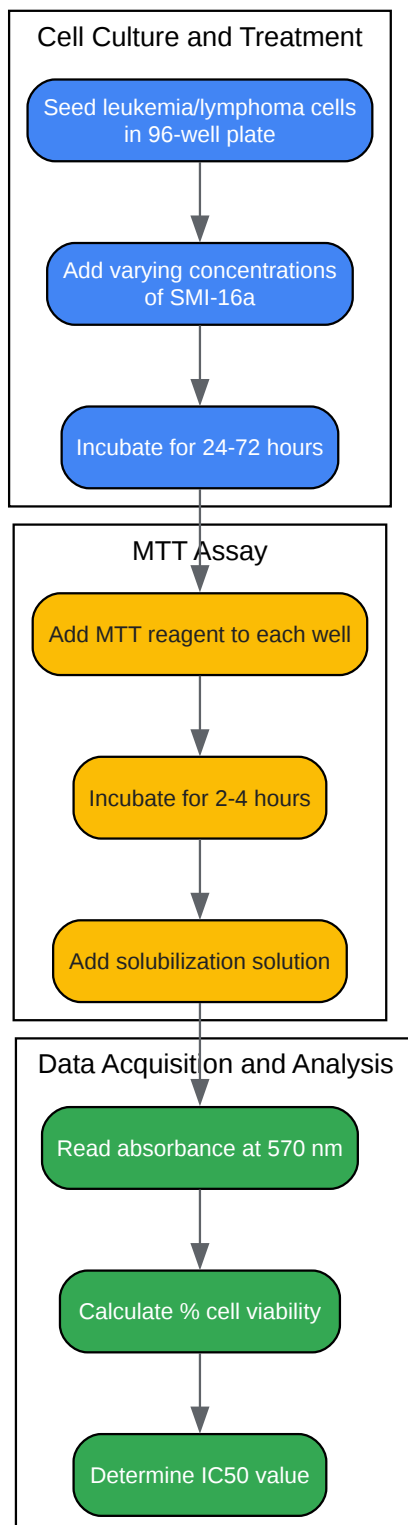 Cell Culture and Treatment
Seed leukemia/lymphoma cells
in 96-well plate
Add varying concentrations
of SMI-16a
Incubate for 24-72 hours
MTT Assay
Add MTT reagent to each well
Incubate for 2-4 hours
Add solubilization solution
Data Acquisition and Analysis
Read absorbance at 570 nm
Calculate % cell viability
Determine IC50 value